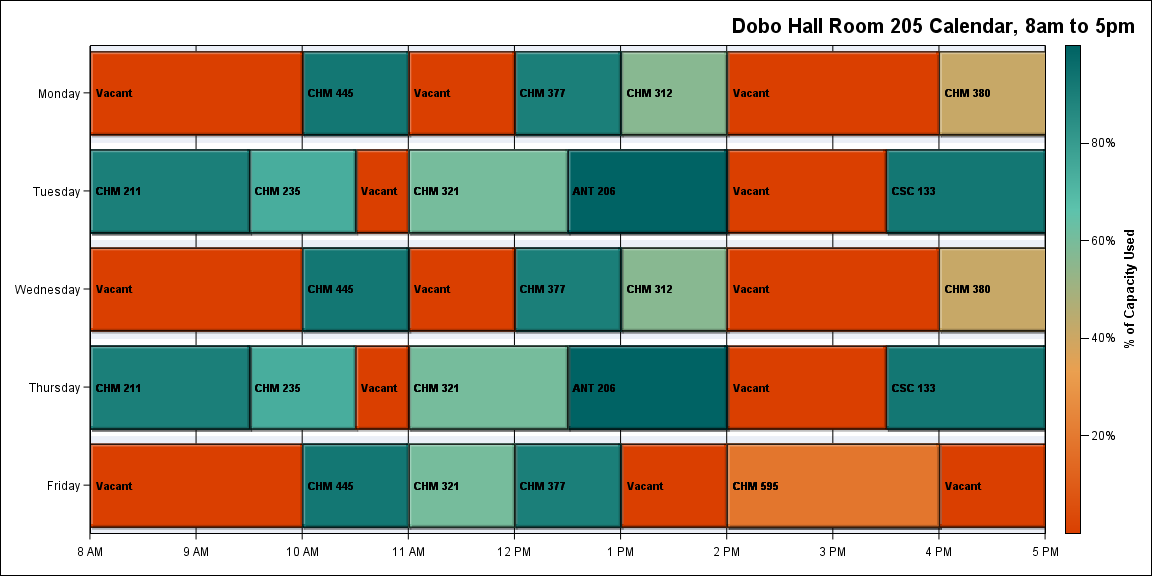 Dobo Hall Room 205 Calendar, 8am to 5pm
Monday
Vacant
CHM 445
Vacant
CHM 377
CHM 312
Vacant
CHM 380
Tuesday
CHM 211
CHM 235
Vacant
CHM 321
ANT 206
Vacant
CSC 133
Wednesday
Vacant
CHM 445
Vacant
CHM 377
CHM 312
Vacant
CHM 380
Thursday
CHM 211
CHM 235
Vacant
CHM 321
ANT 206
Vacant
CSC 133
Friday
Vacant
CHM 445
CHM 321
CHM 377
Vacant
CHM 595
Vacant
8 AM
9 AM
10 AM
11 AM
12 PM
1 PM
2 PM
3 PM
4 PM
5 PM
80%
60%
40%
20%
% of Capacity Used